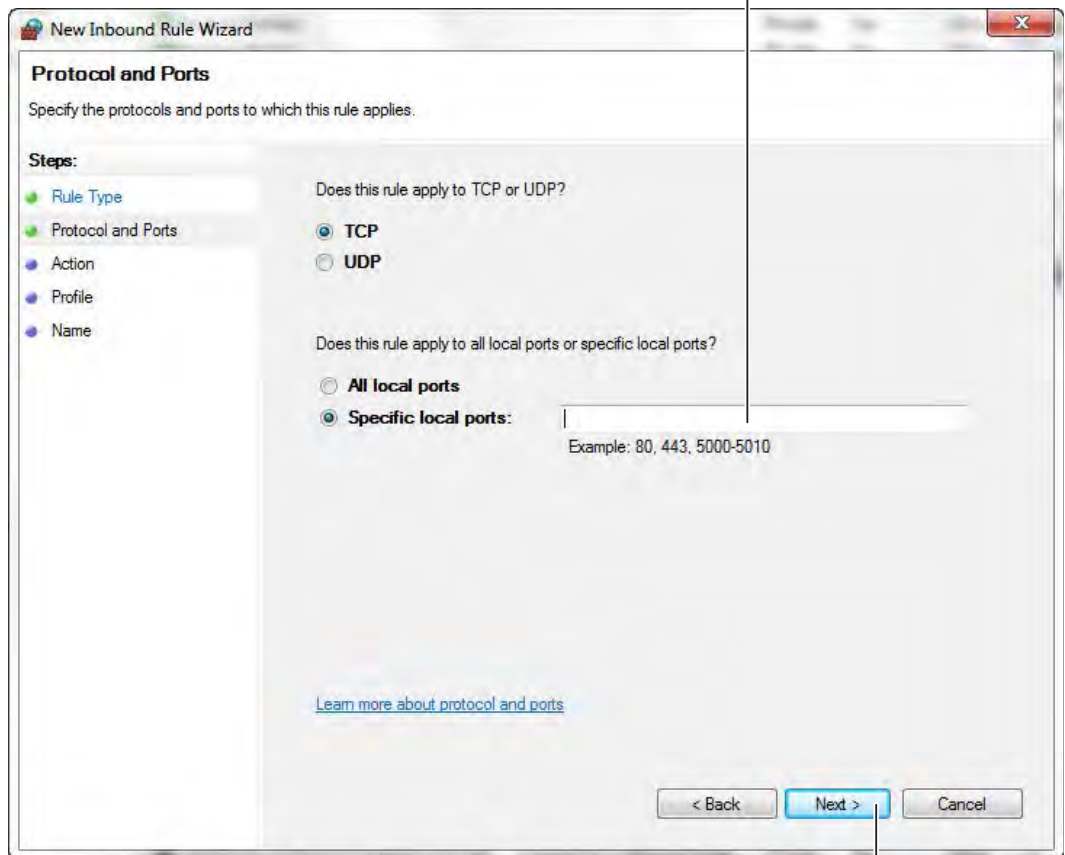 New Inbound Rule Wizard
X
Protocol and Ports
Specify the protocols and ports to which this rule applies.
Steps:
Rule Type
Protocol and Ports
Action
Profile
Name
Does this rule apply to TCP or UDP?
TCP
UDP
Does this rule apply to all local ports or specific local ports?
All local ports
Specific local ports:
Example: 80, 443, 5000-5010
Learn more about protocol and ports
< Back
Next >
Cancel